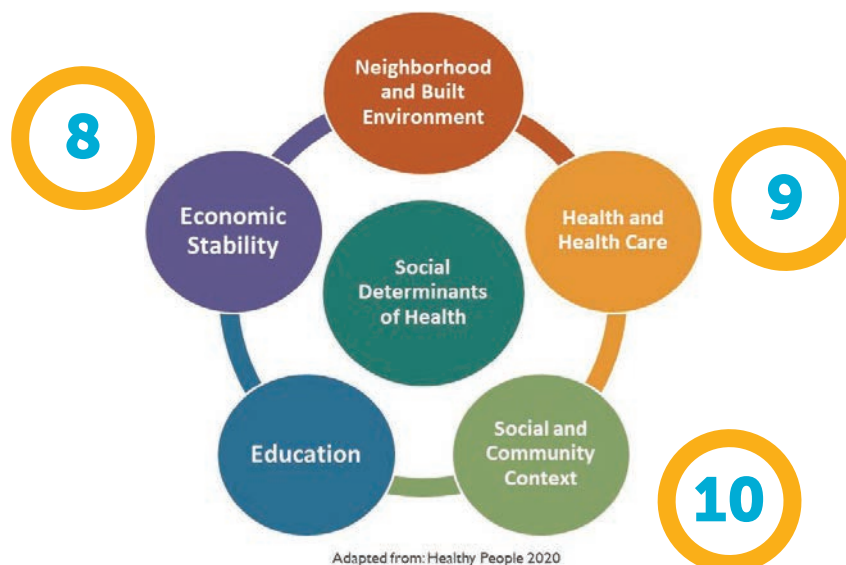 Neighborhood
and Built
Environment
8
9
Economic
Stability
Health and
Health Care
Social
Determinants
of Health
Education
Social and
Community
Context
10
Adapted from: Healthy People 2020